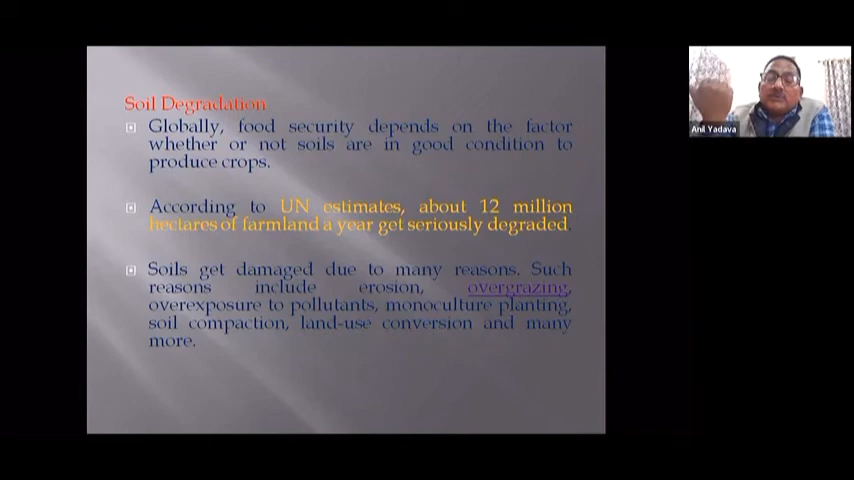 Soil Degradation
Globally, food security depends on the factor
whether or not soils are in good condition to
produce crops.
According to UN estimates, about 12 million
hectares of farmland a year get seriously degraded.
Soils get damaged due to many reasons. Such
reasons include erosion, overgrazing,
overexposure to pollutants, monoculture planting,
soil compaction, land-use conversion and many
more.
Anil Yadava